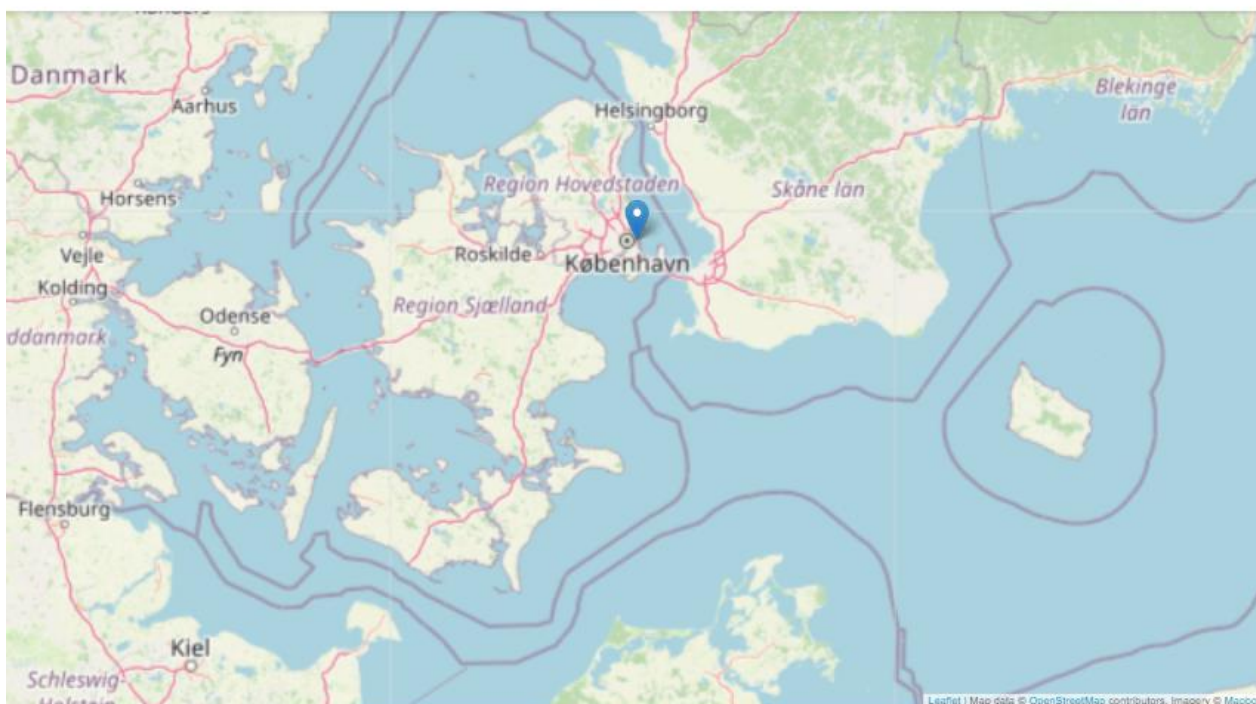 Danmark
Aarhus
Helsingborg
Blekinge
län
Region Hovedstaden
Skåne län
Horsens
Vejle
Roskilde
København
Kolding
Region Sjælland
Odense
ddanmark
Fyn
Flensburg
Kiel
Schleswig-
Holstein
Leaflet | Map data © OpenStreetMap contributors, Imagery © Mapbo